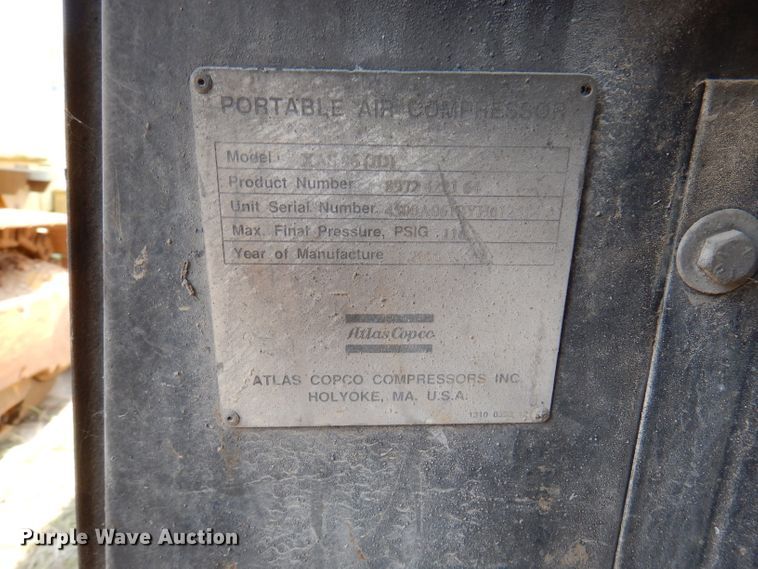 PORTABLE AIR COMPRESSOR
Model
Product Number
Unit Serial Number
Max. Final Pressure, PSIG
Year of Manufacture
Atlas Copco
ATLAS COPCO COMPRESSORS INC.
HOLYOKE, MA. U.S.A.
1310
Purple Wave Auction